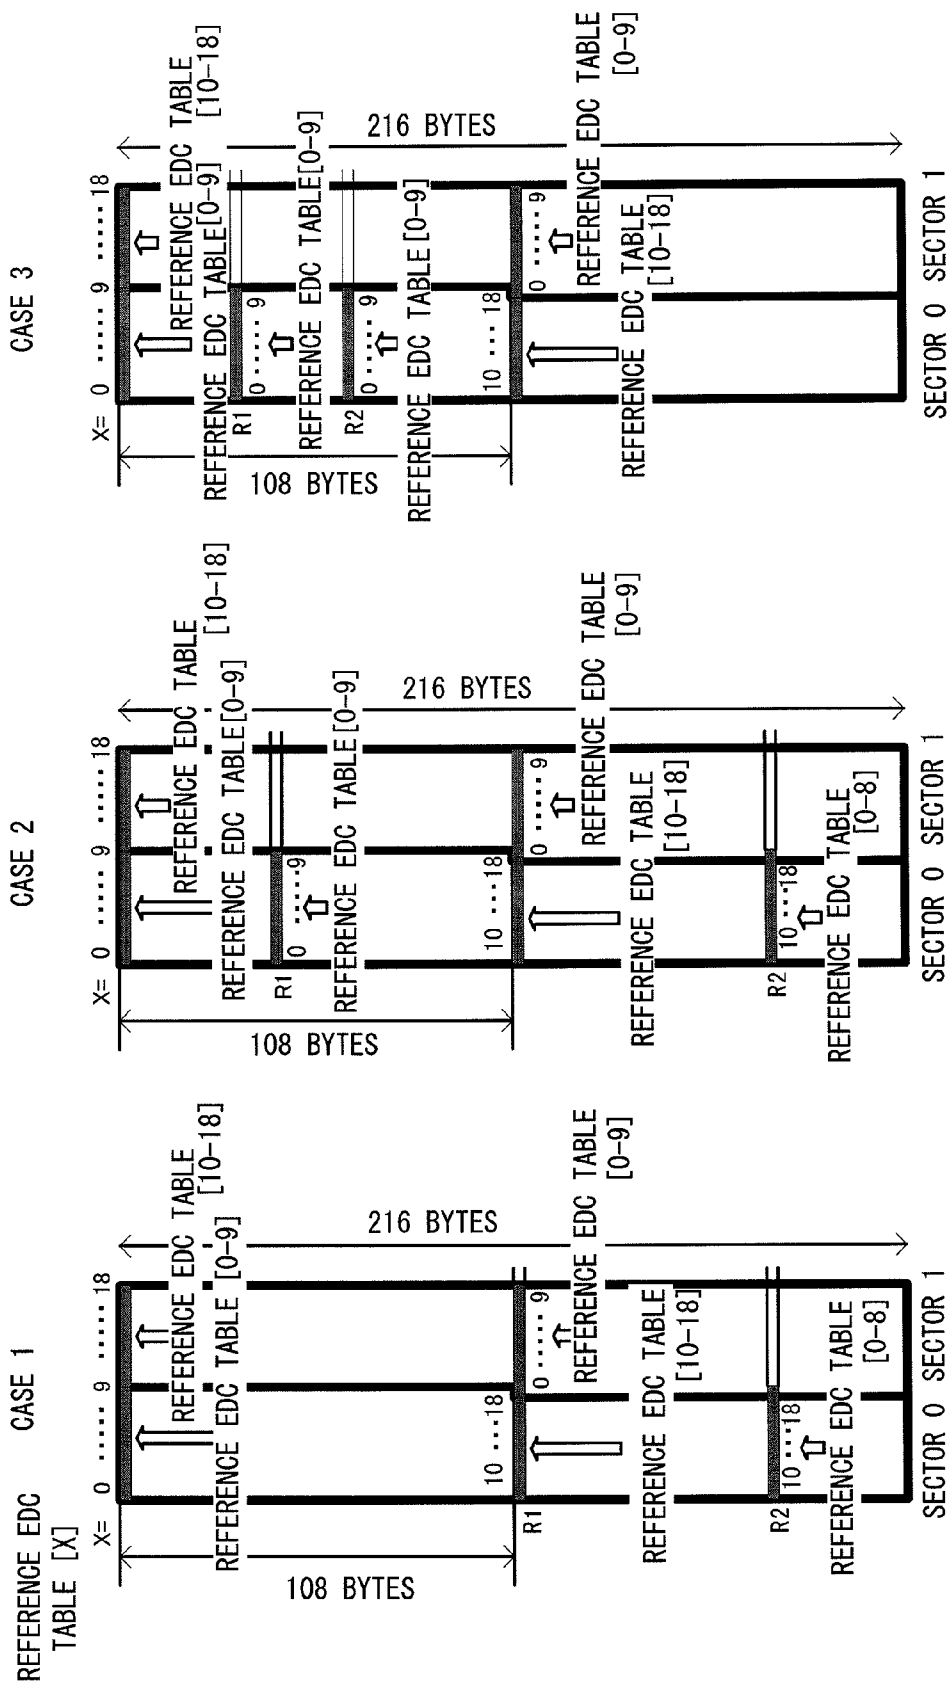 REFERENCE EDC
TABLE [X]
CASE 1
X=
0 ····· 9 ······ 18
REFERENCE EDC TABLE
[10-18]
REFERENCE EDC TABLE [0-9]
216 BYTES
108 BYTES
10 ···18
R1
0 ····· 9
REFERENCE EDC TABLE
[0-9]
REFERENCE EDC TABLE
[10-18]
R2
10 ···18
REFERENCE EDC TABLE
[0-8]
SECTOR 0 SECTOR 1
CASE 2
X=
0 ······ 9 ······ 18
REFERENCE EDC TABLE
[10-18]
REFERENCE EDC TABLE[0-9]
216 BYTES
R1
0 ······9
REFERENCE EDC TABLE[0-9]
108 BYTES
10 ···18
0 ····· 9
REFERENCE EDC TABLE
[0-9]
REFERENCE EDC TABLE
[10-18]
R2
10 ···18
REFERENCE EDC TABLE
[0-8]
SECTOR 0 SECTOR 1
CASE 3
X=
0 ······ 9 ······ 18
REFERENCE EDC TABLE
[10-18]
REFERENCE EDC TABLE[0-9]
216 BYTES
R1
0 ····· 9
REFERENCE EDC TABLE[0-9]
R2
0 ····· 9
REFERENCE EDC TABLE[0-9]
108 BYTES
10 ··· 18
0 ····· 9
REFERENCE EDC TABLE
[0-9]
REFERENCE EDC TABLE
[10-18]
SECTOR 0 SECTOR 1